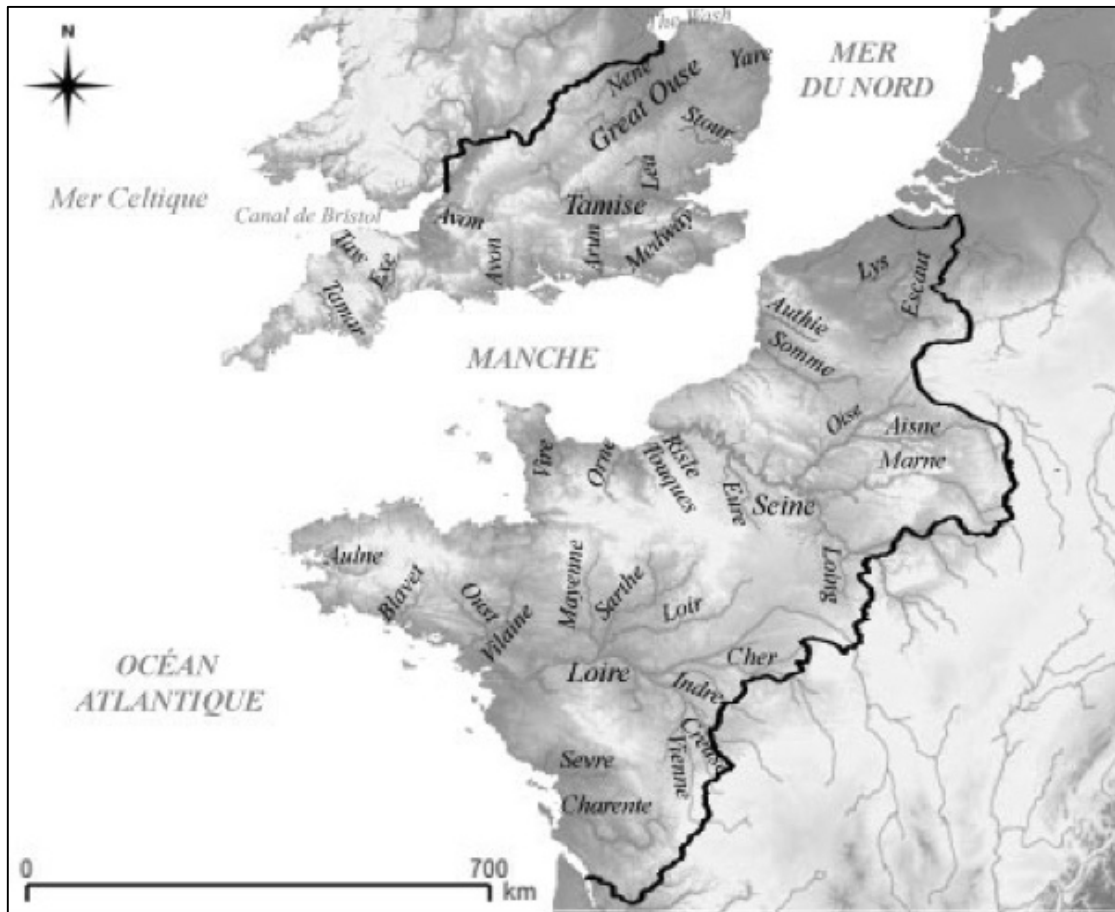 N
The Wash
Yare
MER
DU NORD
Nene
Great Ouse
Stour
Lea
Mer Celtique
Canal de Bristol
Avon
Tamise
Taw
Exe
Avon
Arun
Medway
Tamar
Lys
Escaut
Authie
Somme
MANCHE
Oise
Aisne
Marne
Vire
Orne
Risle
Touques
Eure
Seine
Loing
Aulne
Blavet
Oust
Vilaine
Mayenne
Sarthe
Loir
OCÉAN
ATLANTIQUE
Loire
Cher
Indre
Creuse
Vienne
Sevre
Charente
0
700
km